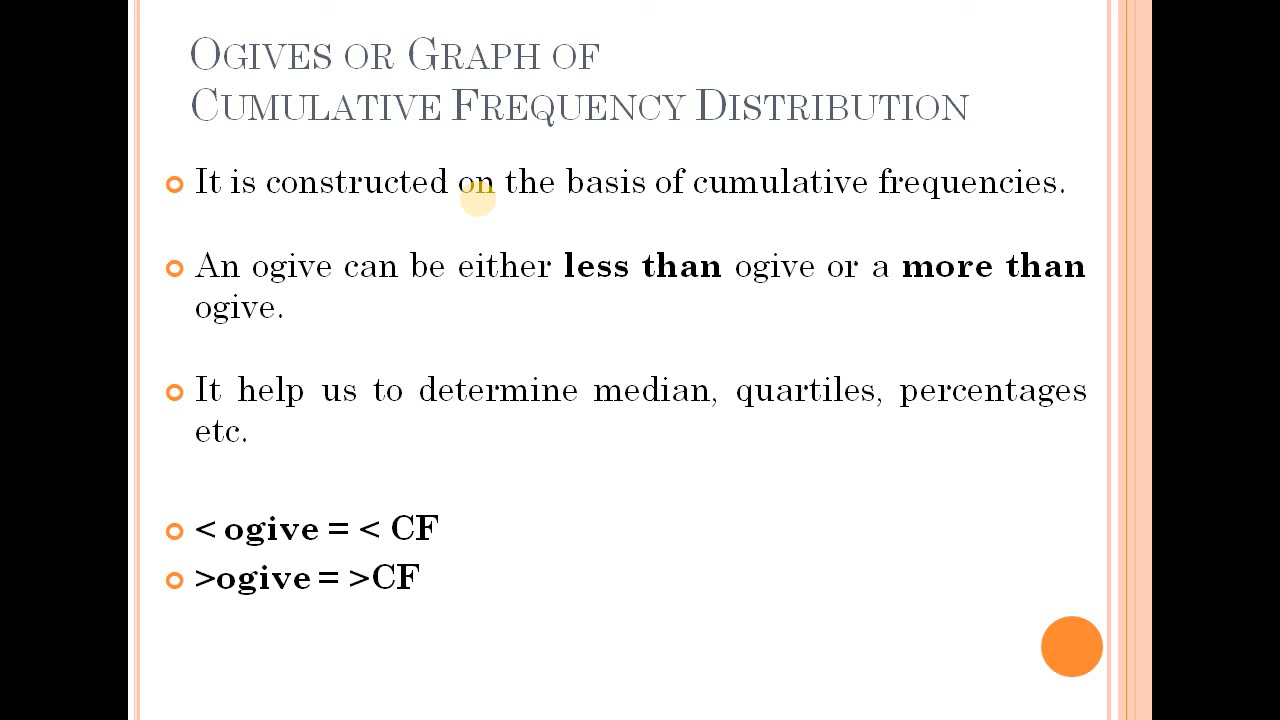 OGIVES OR GRAPH OF
CUMULATIVE FREQUENCY DISTRIBUTION
It is constructed on the basis of cumulative frequencies.
An ogive can be either less than ogive or a more than
ogive.
It help us to determine median, quartiles, percentages
etc.
< ogive = < CF
>ogive = >CF